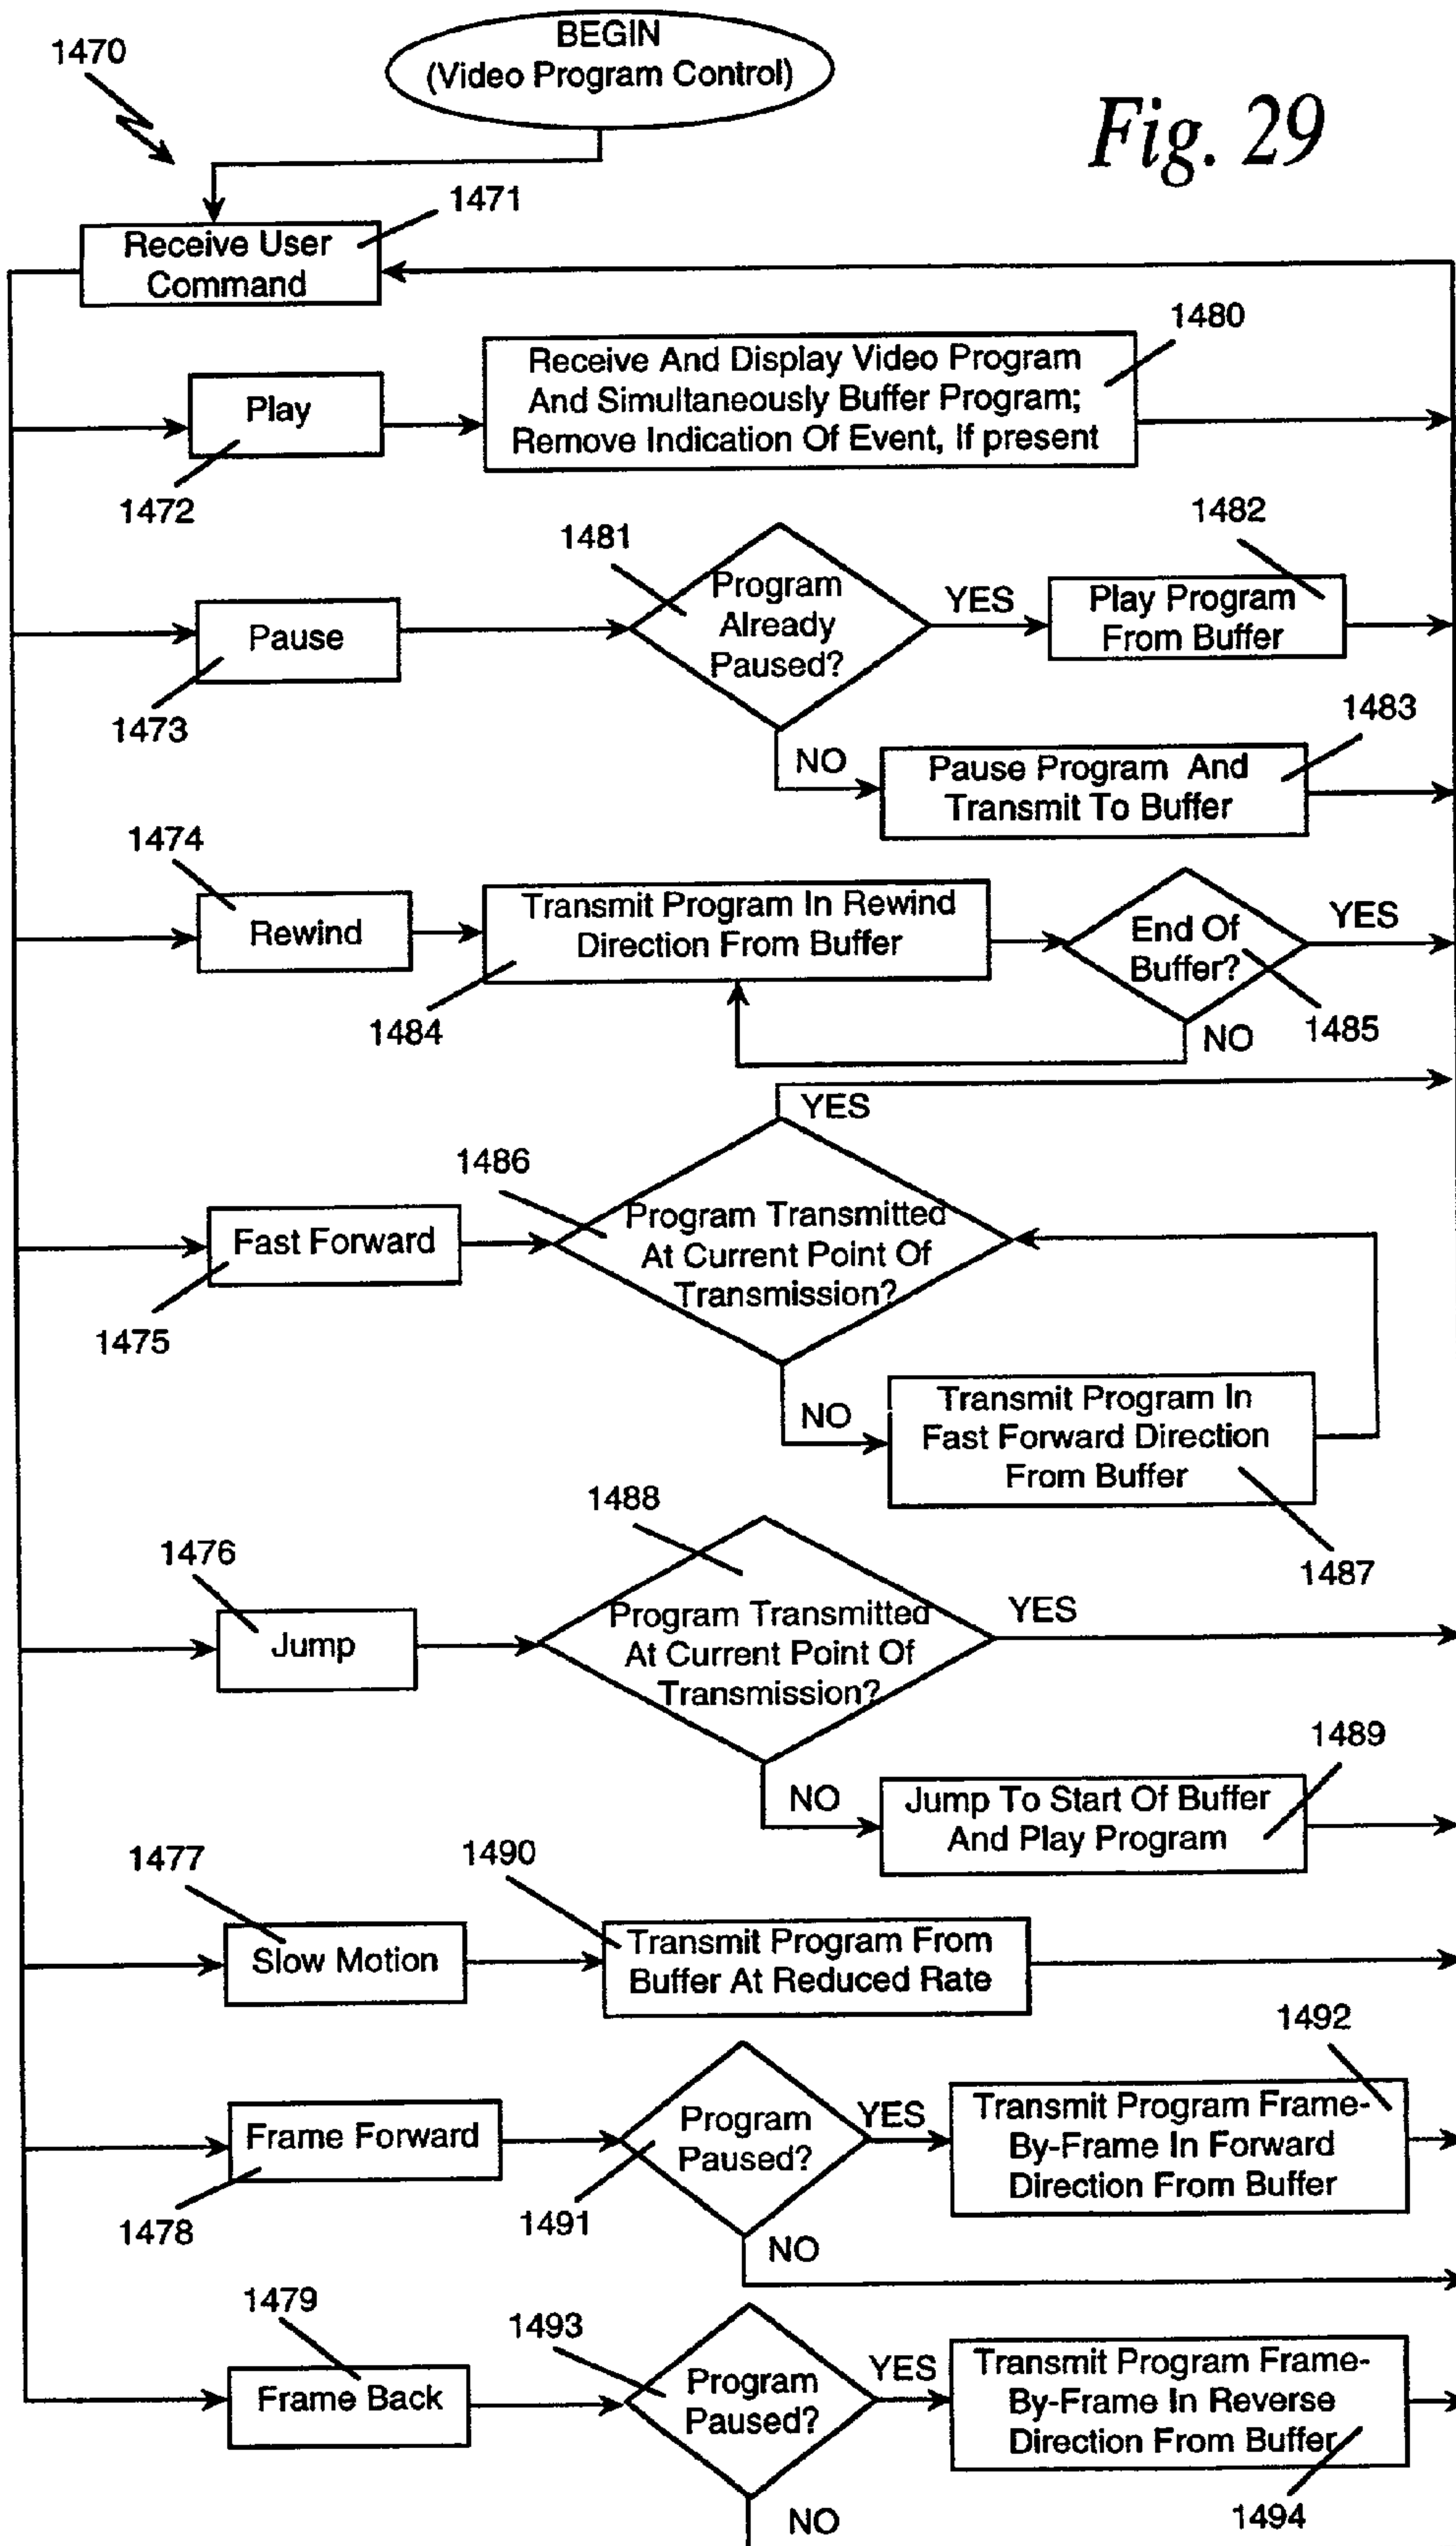 BEGIN
(Video Program Control)
1470
Fig. 29
1471
Receive User
Command
1480
Receive And Display Video Program
And Simultaneously Buffer Program;
Remove Indication Of Event, If present
Play
1472
1481
1482
Program
Already
Paused?
YES
Play Program
From Buffer
Pause
1473
1483
NO
Pause Program And
Transmit To Buffer
1474
Rewind
Transmit Program In Rewind
Direction From Buffer
End Of
Buffer?
YES
1484
1485
NO
YES
1486
Fast Forward
Program Transmitted
At Current Point Of
Transmission?
1475
NO
Transmit Program In
Fast Forward Direction
From Buffer
1487
1488
1476
Jump
Program Transmitted
At Current Point Of
Transmission?
YES
1489
NO
Jump To Start Of Buffer
And Play Program
1477
1490
Slow Motion
Transmit Program From
Buffer At Reduced Rate
1492
Frame Forward
Program
Paused?
YES
Transmit Program Frame-
By-Frame In Forward
Direction From Buffer
1478
1491
NO
1479
1493
Frame Back
Program
Paused?
YES
Transmit Program Frame-
By-Frame In Reverse
Direction From Buffer
1494
NO